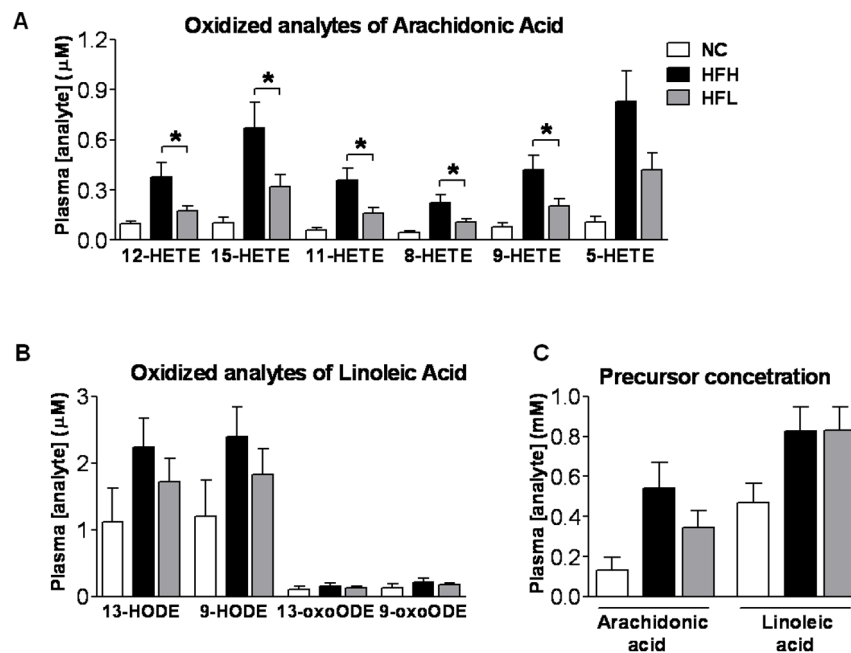 A
Oxidized analytes of Arachidonic Acid
Plasma [analyte] (μM)
1.2
0.9
0.6
0.3
0.0
* * * * *
12-HETE 15-HETE 11-HETE 8-HETE 9-HETE 5-HETE
NC
HFH
HFL
B
Oxidized analytes of Linoleic Acid
Plasma [analyte] (μM)
3
2
1
0
13-HODE 9-HODE 13-oxoODE 9-oxoODE
C
Precursor concetration
Plasma [analyte] (mM)
1.0
0.8
0.6
0.4
0.2
0.0
Arachidonic acid
Linoleic acid